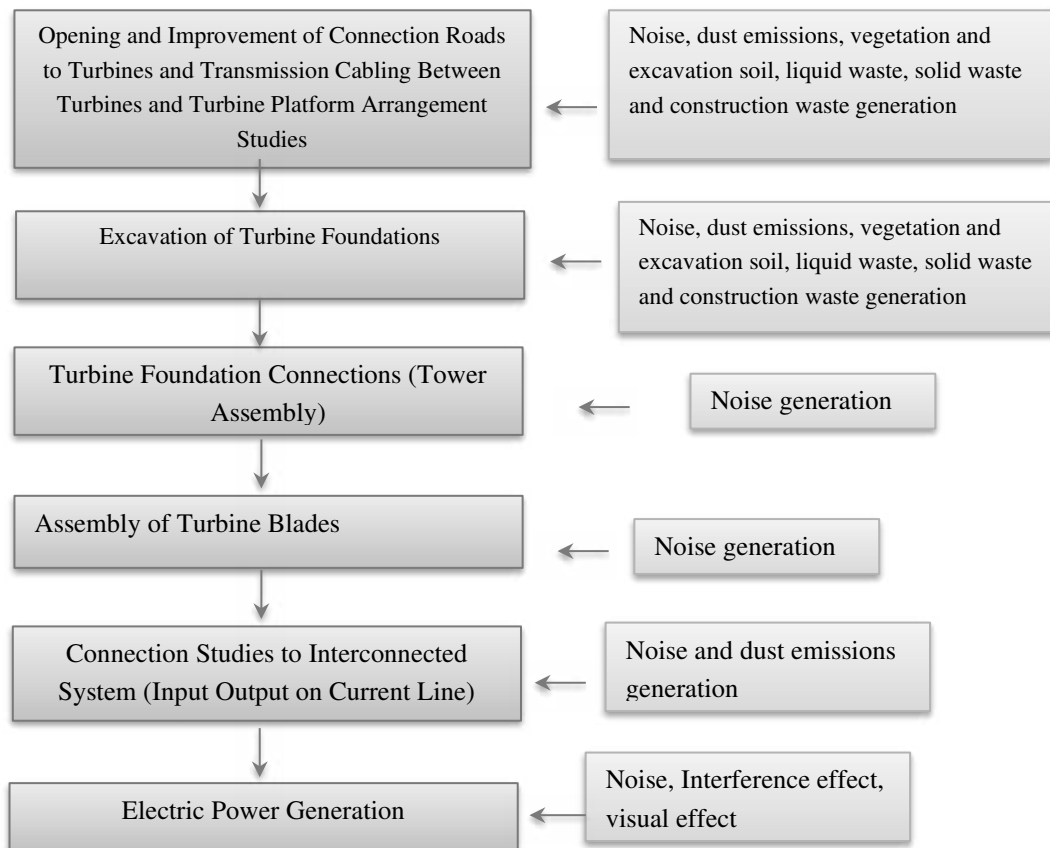 Opening and Improvement of Connection Roads
to Turbines and Transmission Cabling Between
Turbines and Turbine Platform Arrangement
Studies
Noise, dust emissions, vegetation and
excavation soil, liquid waste, solid waste
and construction waste generation
Excavation of Turbine Foundations
Noise, dust emissions, vegetation and
excavation soil, liquid waste, solid waste
and construction waste generation
Turbine Foundation Connections (Tower
Assembly)
Noise generation
Assembly of Turbine Blades
Noise generation
Connection Studies to Interconnected
System (Input Output on Current Line)
Noise and dust emissions
generation
Electric Power Generation
Noise, Interference effect,
visual effect